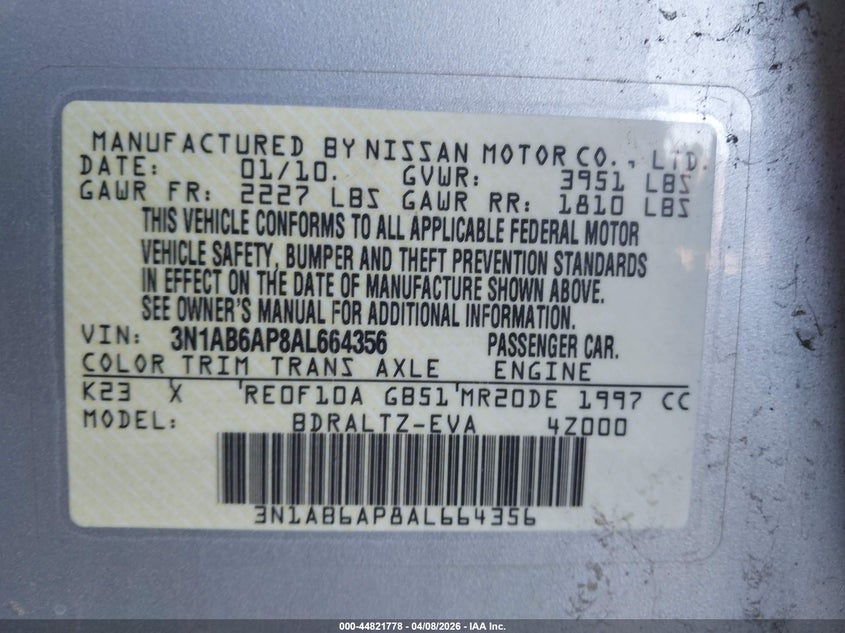 MANUFACTURED BY NISSAN MOTOR CO., LTD.
DATE: 01/10. GVWR: 3951 LBS
GAWR FR: 2227 LBS GAWR RR: 1810 LBS
THIS VEHICLE CONFORMS TO ALL APPLICABLE FEDERAL MOTOR
VEHICLE SAFETY, BUMPER AND THEFT PREVENTION STANDARDS
IN EFFECT ON THE DATE OF MANUFACTURE SHOWN ABOVE.
SEE OWNER'S MANUAL FOR ADDITIONAL INFORMATION.
VIN: 3N1AB6AP8AL664356 PASSENGER CAR.
COLOR TRIM TRANS AXLE ENGINE
K23 X 'RE0F10A GB51'MR20DE 1997 CC
MODEL: BDRALTZ-EVA 4Z000
3N1AB6AP8AL664356
000-44821778 - 04/08/2026 - IAA Inc.